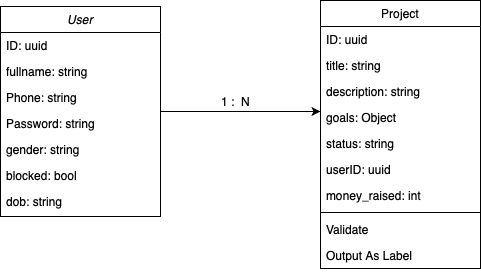 User
ID: uuid
fullname: string
Phone: string
Password: string
gender: string
blocked: bool
dob: string
1 : N
Project
ID: uuid
title: string
description: string
goals: Object
status: string
userID: uuid
money_raised: int
Validate
Output As Label